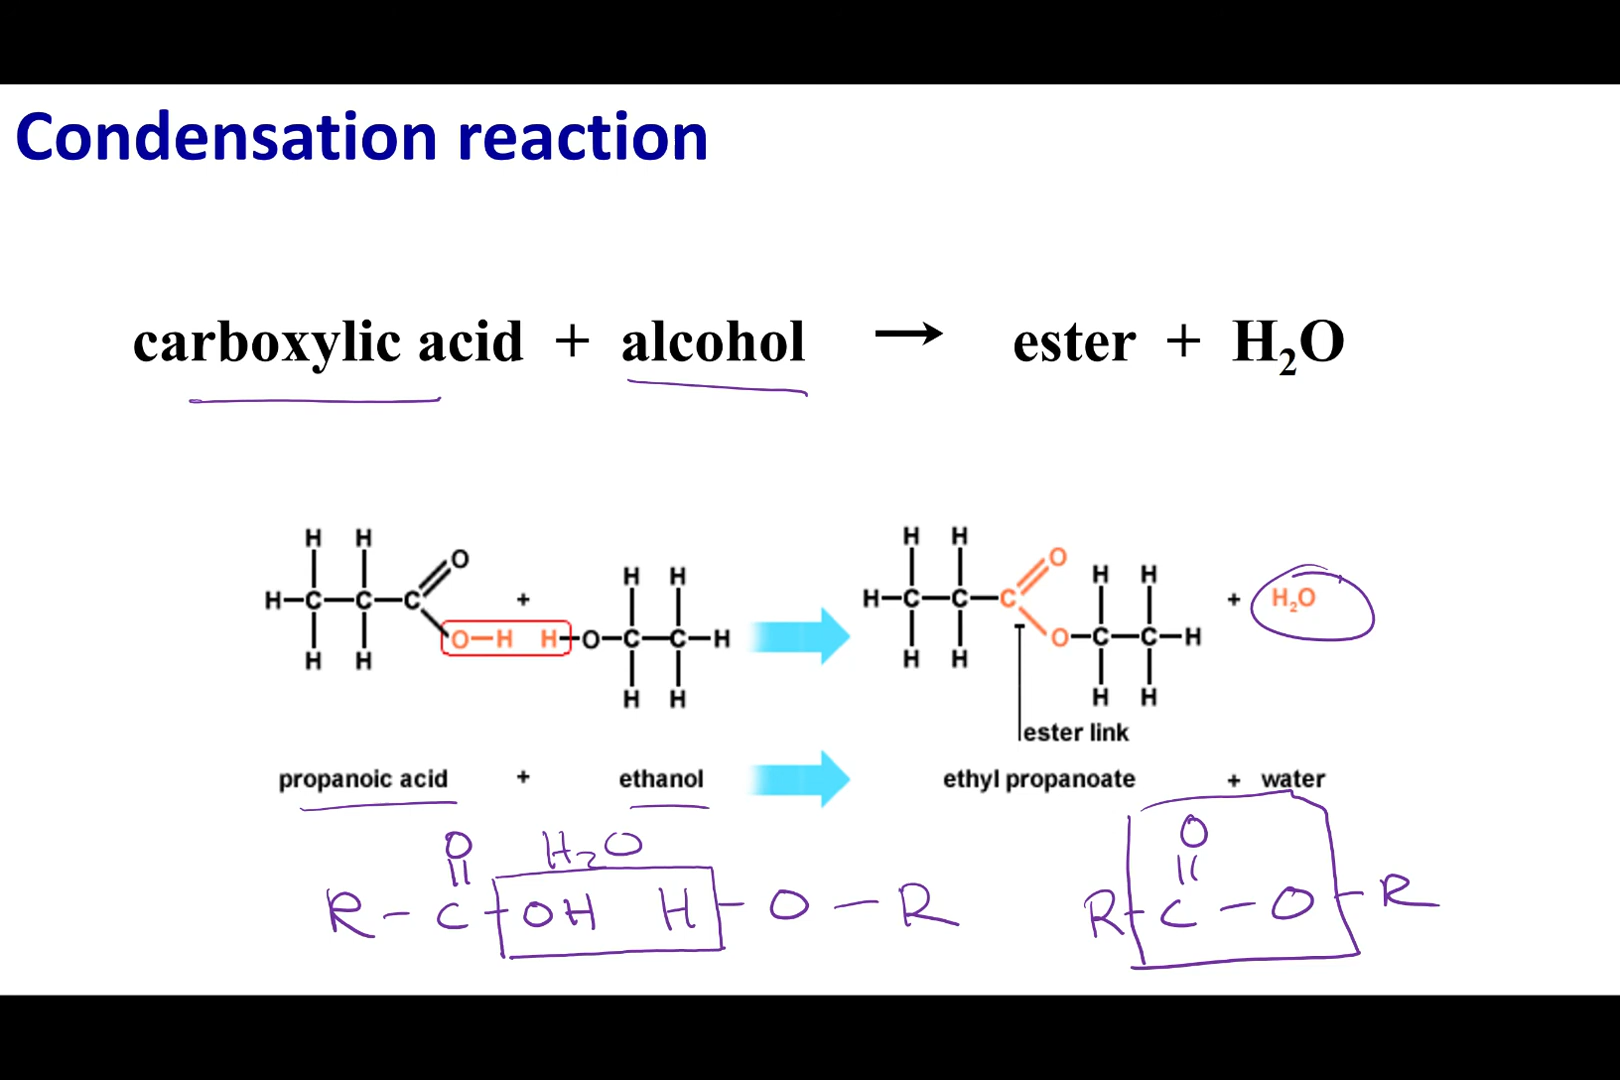 Condensation reaction
carboxylic acid + alcohol → ester + H₂O
H H
O
H–C–C–C
+
O–H H–O–C–C–H
H H
H H
H H
H H
O
H–C–C–C
O–C–C–H
H H
H H
H H
+ H₂O
ester link
propanoic acid + ethanol
ethyl propanoate + water
O
H₂O
R – C – OH H – O – R
O
R – C – O – R